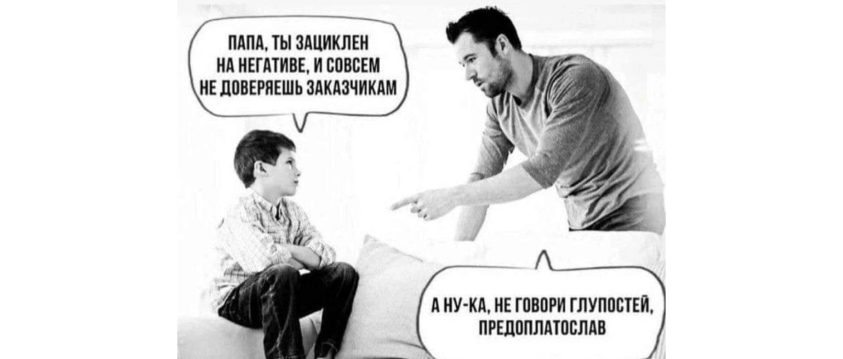 ПАПА, ТЫ ЗАЦИКЛЕН
НА НЕГАТИВЕ, И СОВСЕМ
НЕ ДОВЕРЯЕШЬ ЗАКАЗЧИКАМ
А НУ-КА, НЕ ГОВОРИ ГЛУПОСТЕЙ,
ПРЕДОПЛАТОСЛАВ